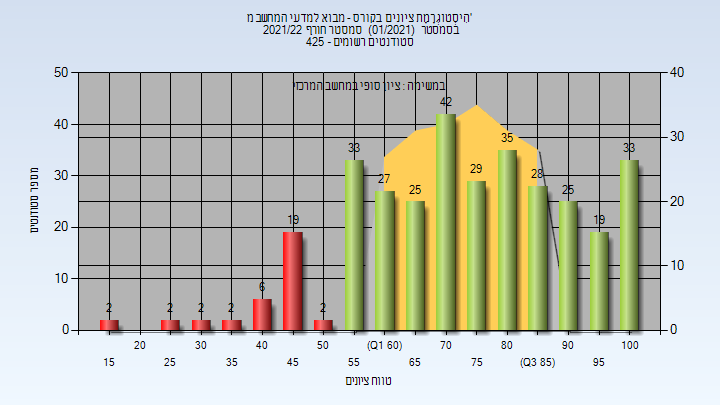 היסטוגרמת ציונים בקורס - מבוא למדעי המחשב מ'
בסמסטר (01/2021) סמסטר חורף 2021/22
סטודנטים רשומים - 425
במשימה : ציון סופי במחשב המרכזי
מספר סטודנטים
50 40 30 20 10 0
40 30 20 10 0
2 2 2 2 6 19 2 33 27 25 42 29 35 28 25 19 33
20 30 40 50 (Q1 60) 70 80 90 100
15 25 35 45 55 65 75 (Q3 85) 95
טווח ציונים